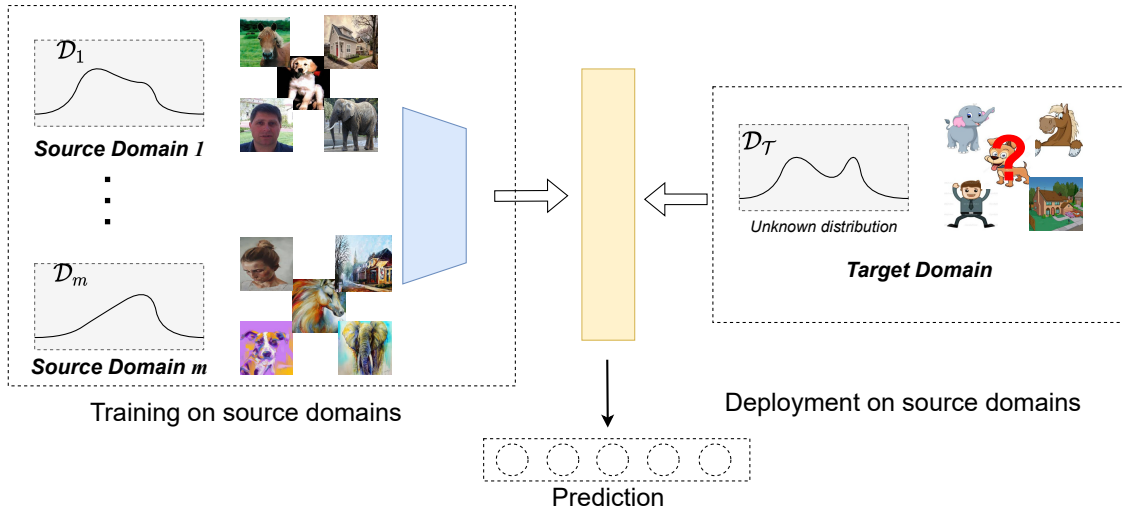 𝒟₁
Source Domain 1
𝒟ₘ
Source Domain m
Training on source domains
𝒟_𝒯
?
Unknown distribution
Target Domain
Deployment on source domains
Prediction